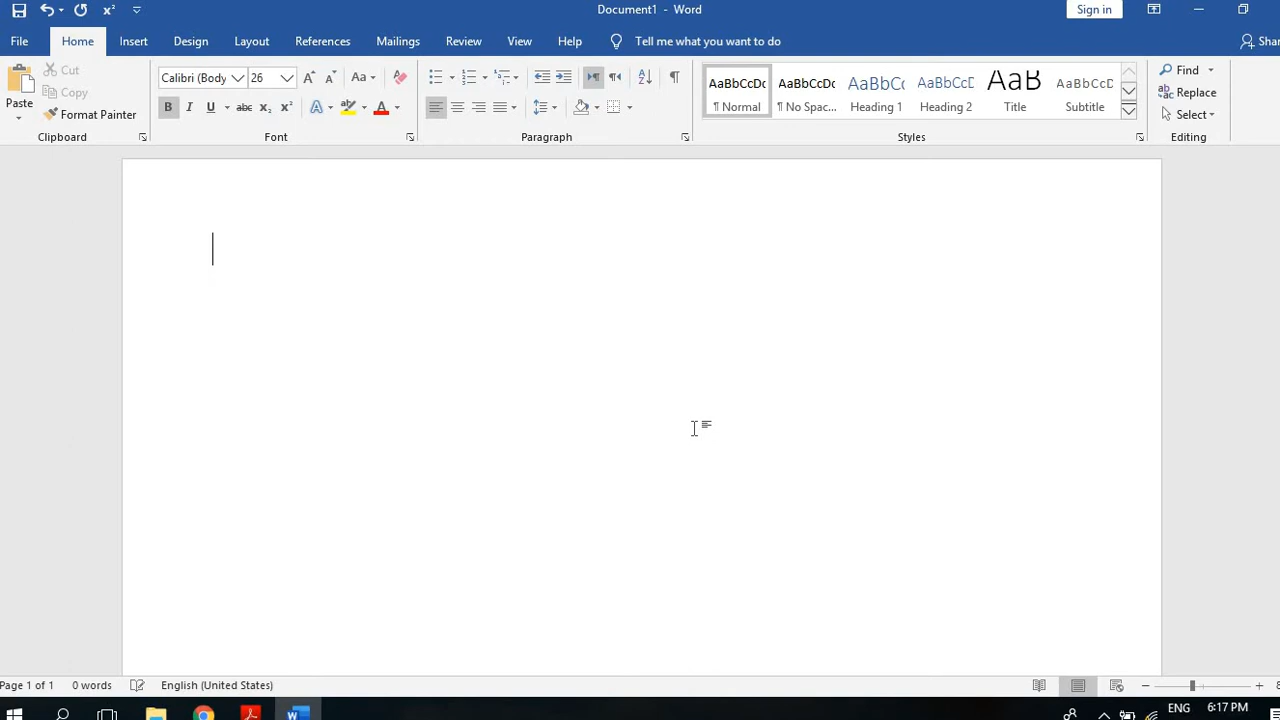 Document1 - Word
Sign in
File Home Insert Design Layout References Mailings Review View Help Tell me what you want to do
Paste
Cut
Copy
Format Painter
Clipboard
Calibri (Body 26
Font
Paragraph
AaBbCcDc AaBbCcDc AaBbCc AaBbCcD AaB AaBbCcD
¶ Normal ¶ No Spac... Heading 1 Heading 2 Title Subtitle
Styles
Find
Replace
Select
Editing
Page 1 of 1 0 words English (United States)
ENG 6:17 PM